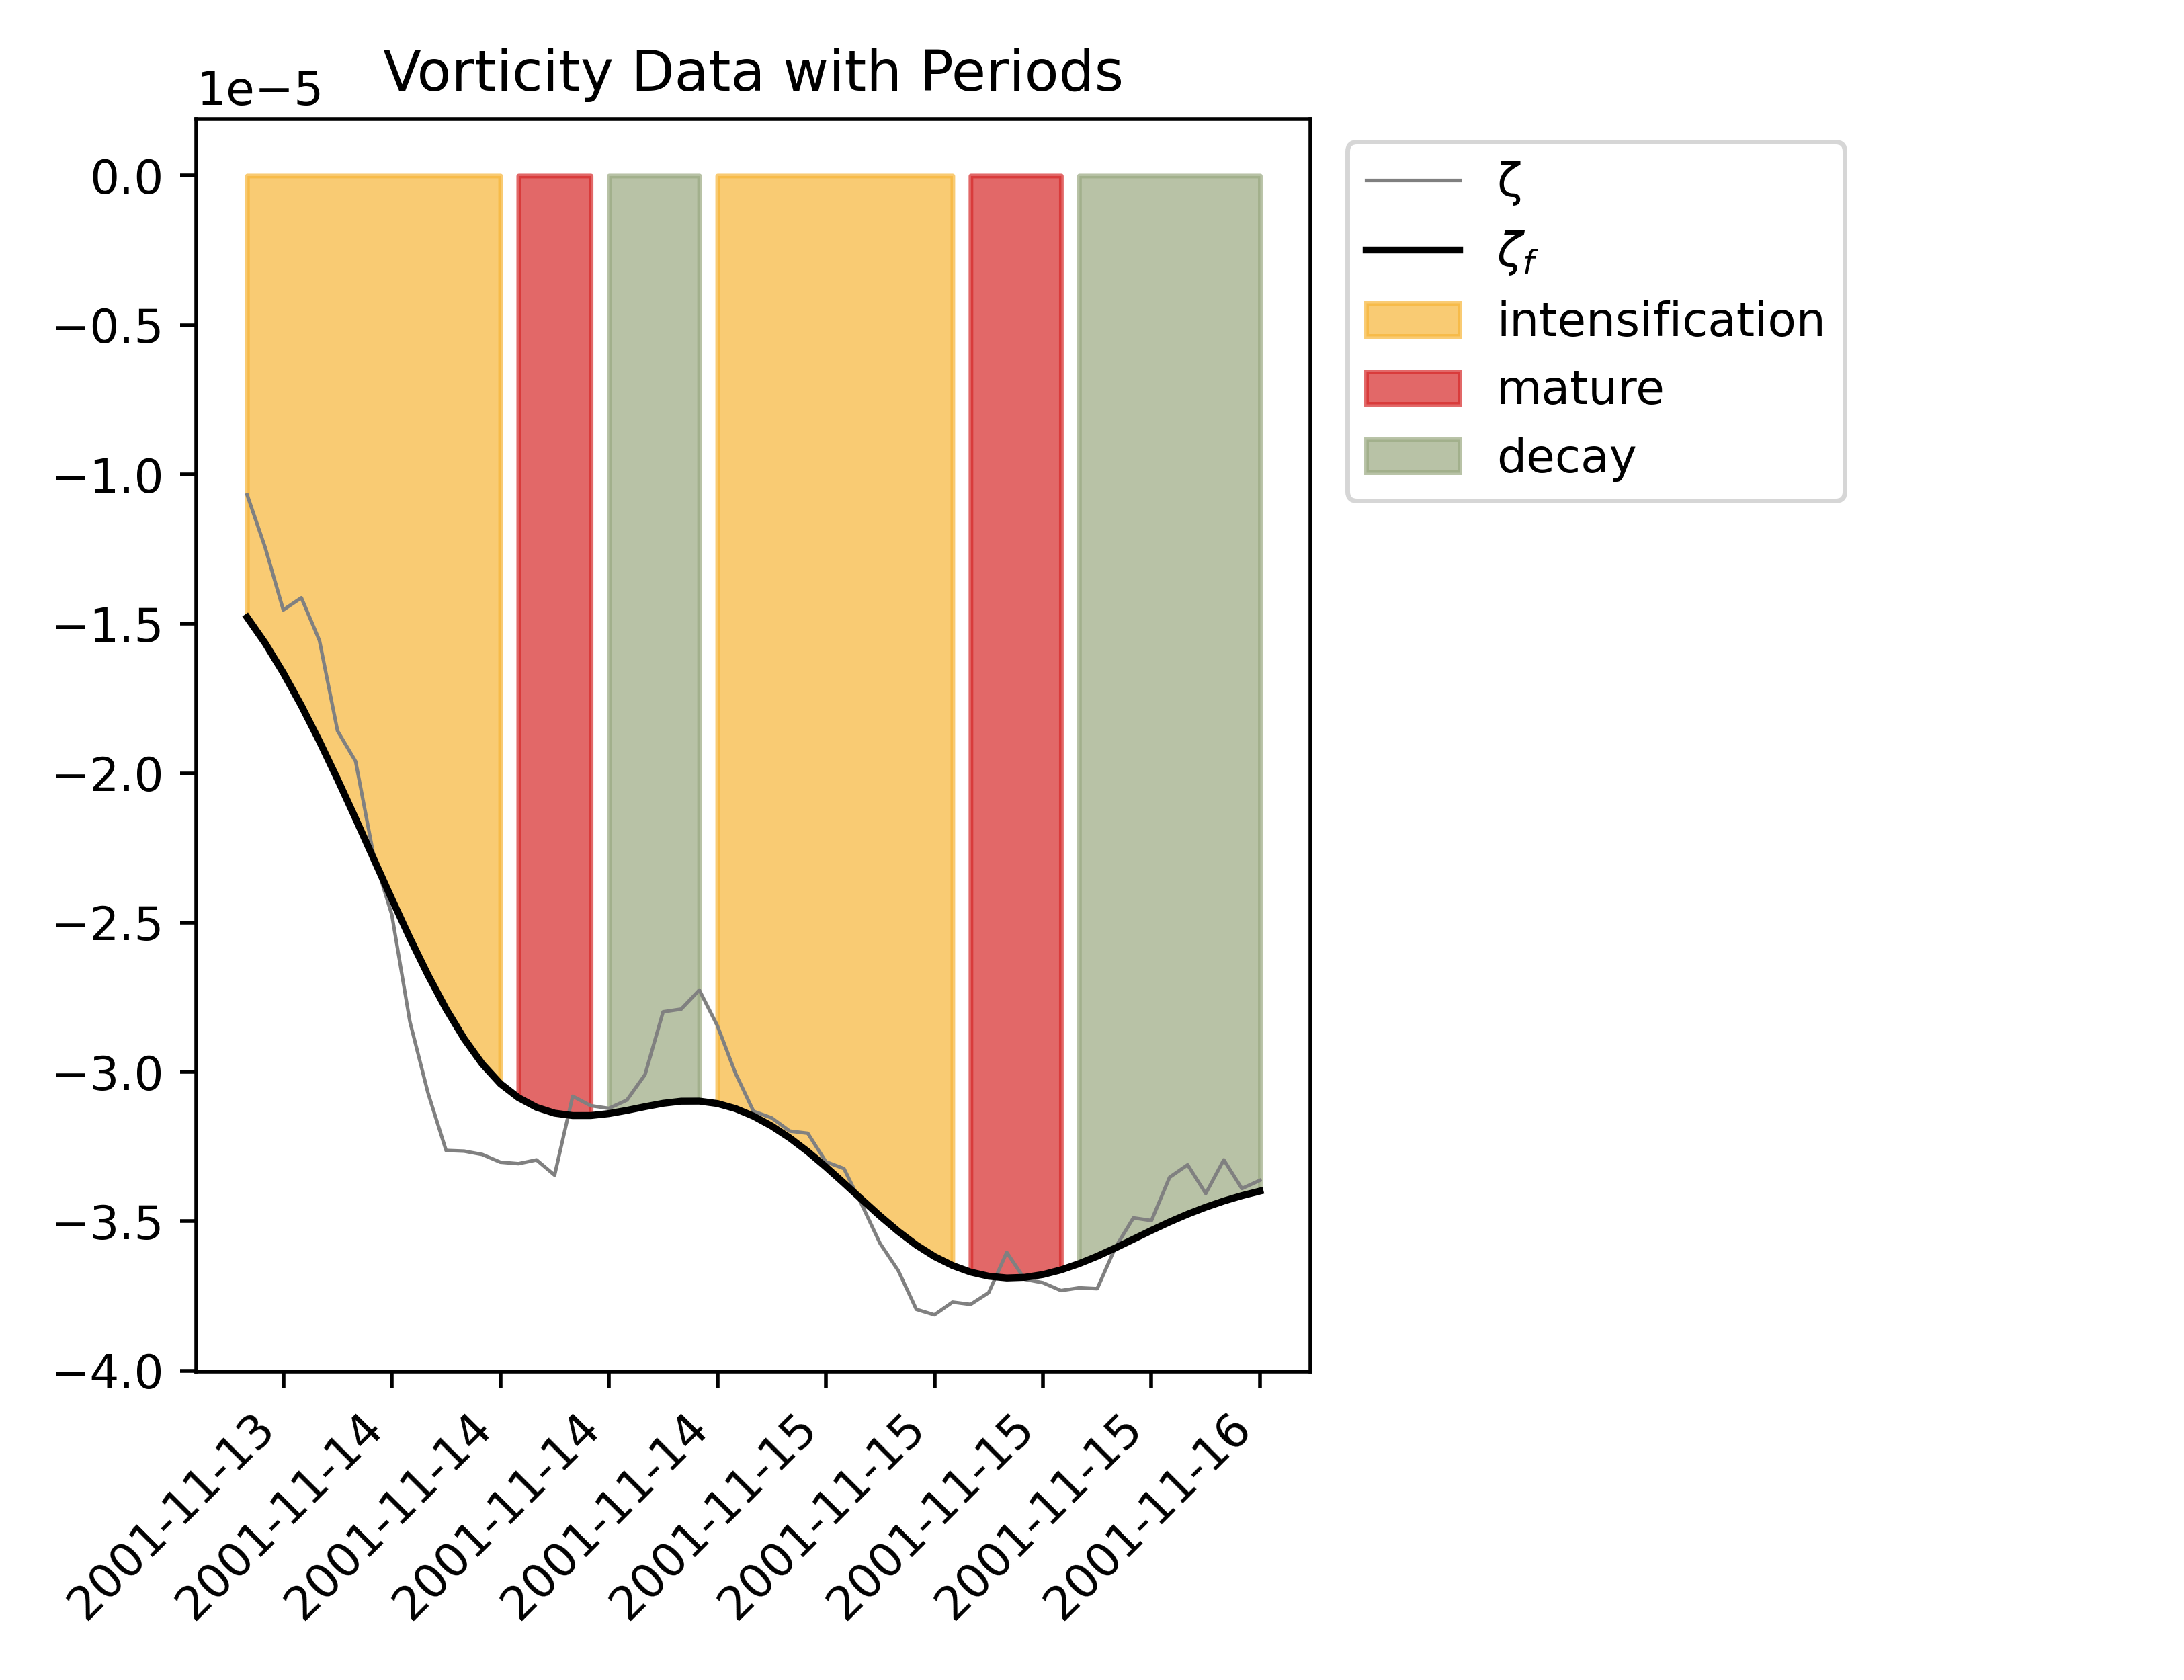 Vorticity Data with Periods
1e−5
0.0
−0.5
−1.0
−1.5
−2.0
−2.5
−3.0
−3.5
−4.0
2001-11-13
2001-11-14
2001-11-14
2001-11-14
2001-11-14
2001-11-15
2001-11-15
2001-11-15
2001-11-15
2001-11-16
ζ
ζf
intensification
mature
decay